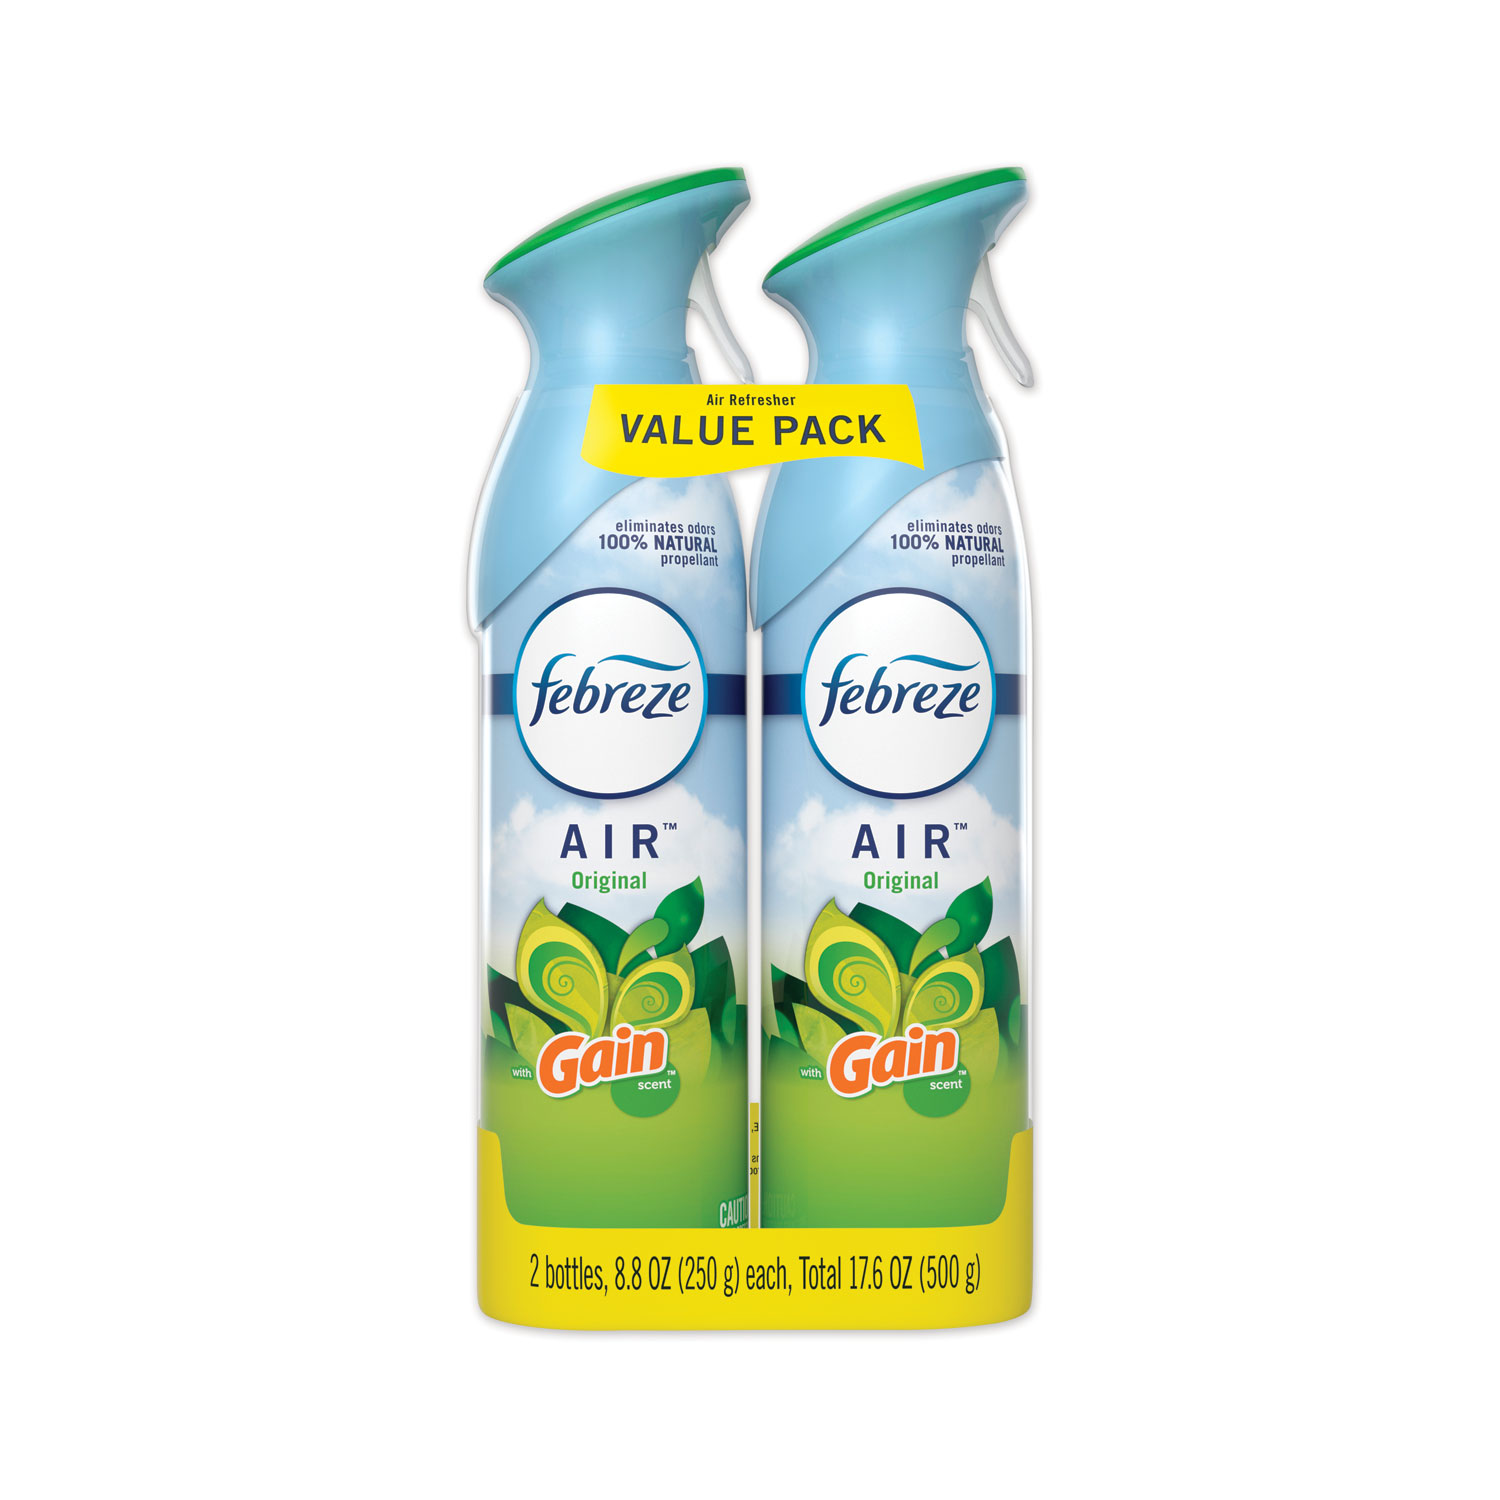 Air Refresher
VALUE PACK
eliminates odors
100% NATURAL
propellant
febreze
AIR™
Original
with Gain™
scent
eliminates odors
100% NATURAL
propellant
febreze
AIR™
Original
with Gain™
scent
2 bottles, 8.8 OZ (250 g) each, Total 17.6 OZ (500 g)